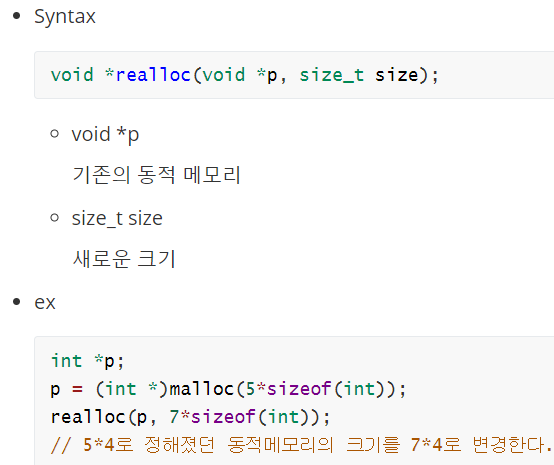 Syntax
void *realloc(void *p, size_t size);
void *p
기존의 동적 메모리
size_t size
새로운 크기
ex
int *p;
p = (int *)malloc(5*sizeof(int));
realloc(p, 7*sizeof(int));
// 5*4로 정해졌던 동적메모리의 크기를 7*4로 변경한다.